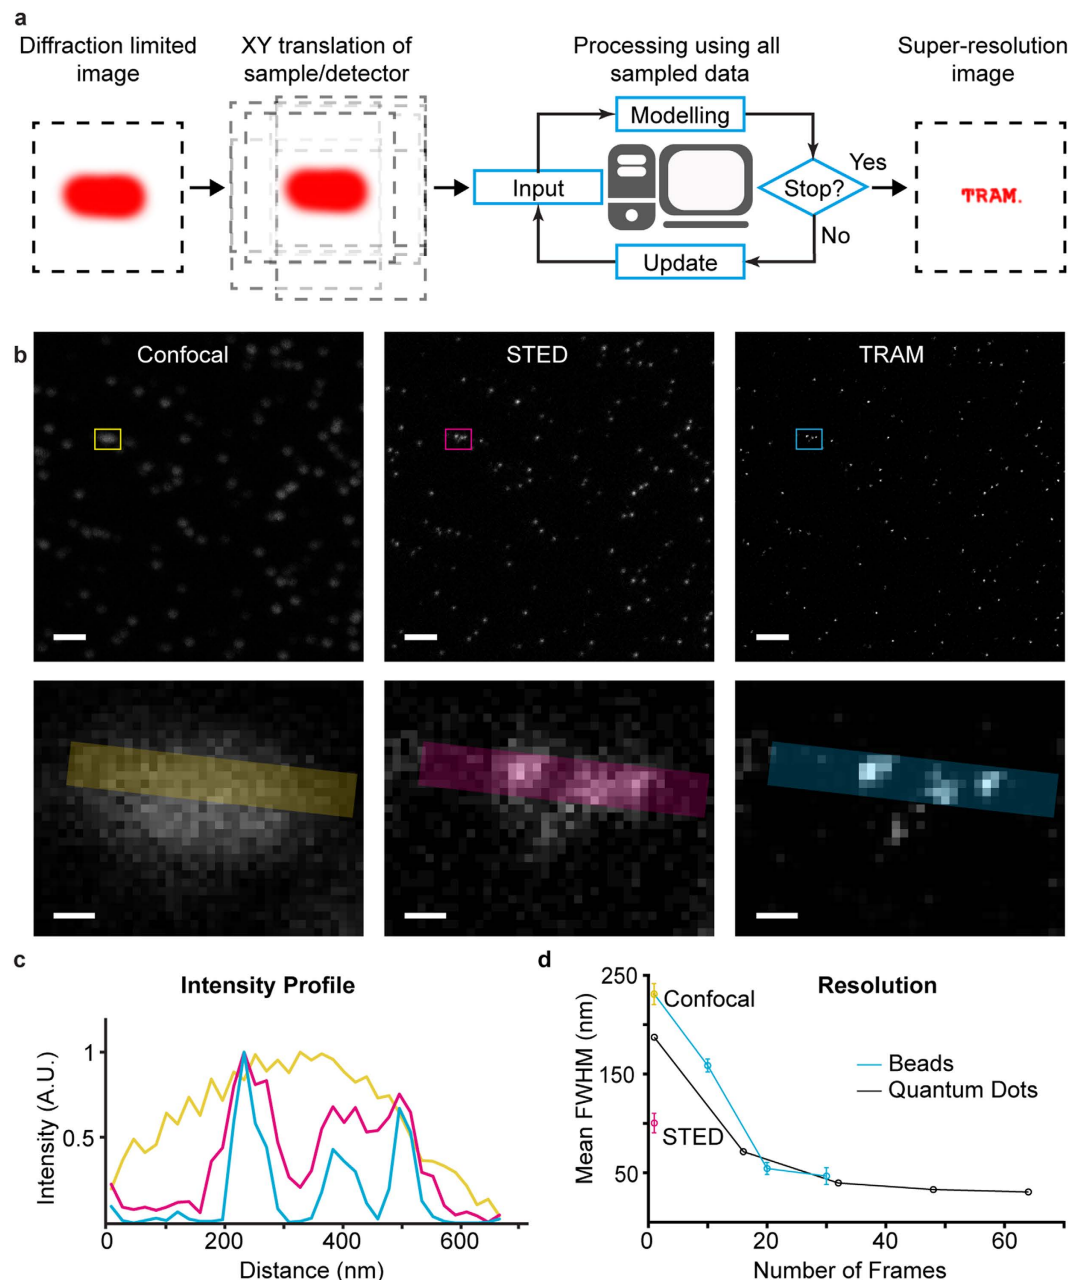 a
Diffraction limited
image
XY translation of
sample/detector
Processing using all
sampled data
Super-resolution
image
Modelling
Input
Stop?
Yes
No
Update
TRAM.
b
Confocal
STED
TRAM
c
Intensity Profile
Intensity (A.U.)
1
0.5
0
200
400
600
Distance (nm)
d
Resolution
Mean FWHM (nm)
250
150
50
Confocal
STED
Beads
Quantum Dots
0
20
40
60
Number of Frames